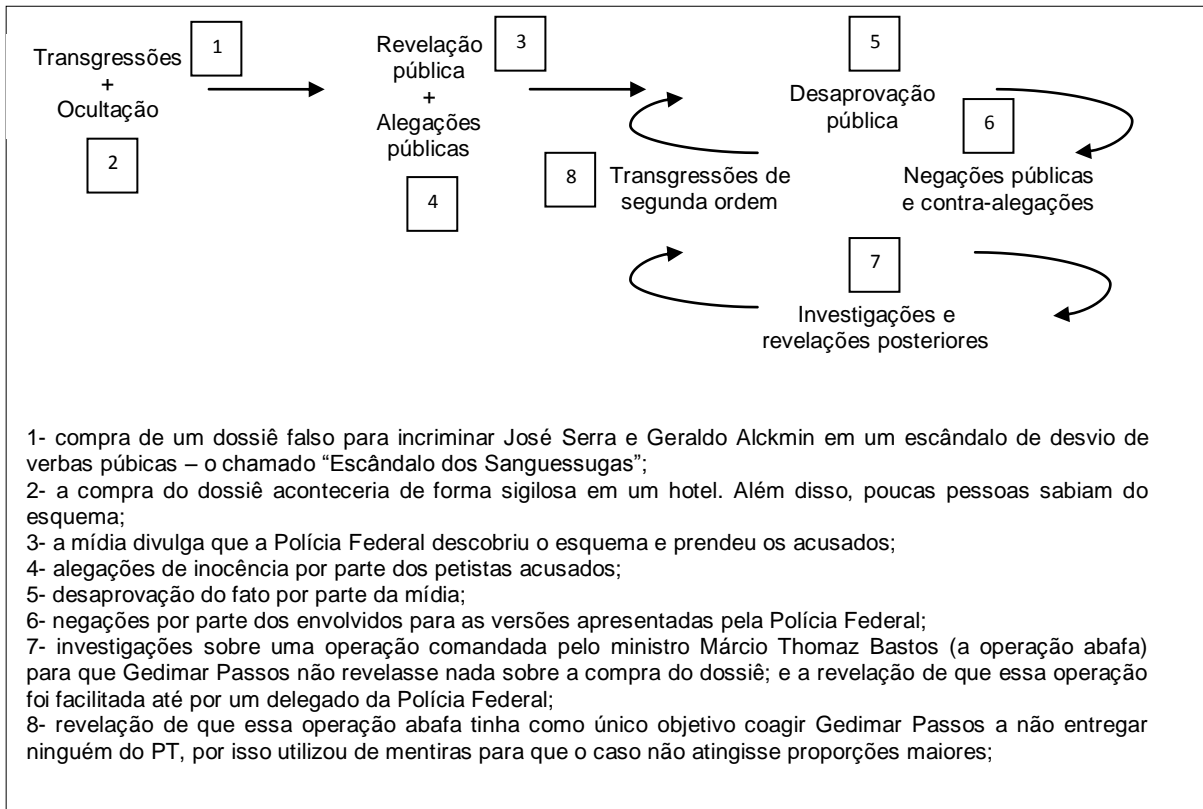 1
Transgressões
+
Ocultação
2
3
Revelação
pública
+
Alegações
públicas
4
5
Desaprovação
pública
6
8
Transgressões de
segunda ordem
Negações públicas
e contra-alegações
7
Investigações e
revelações posteriores
1- compra de um dossiê falso para incriminar José Serra e Geraldo Alckmin em um escândalo de desvio de
verbas púbicas – o chamado “Escândalo dos Sanguessugas”;
2- a compra do dossiê aconteceria de forma sigilosa em um hotel. Além disso, poucas pessoas sabiam do
esquema;
3- a mídia divulga que a Polícia Federal descobriu o esquema e prendeu os acusados;
4- alegações de inocência por parte dos petistas acusados;
5- desaprovação do fato por parte da mídia;
6- negações por parte dos envolvidos para as versões apresentadas pela Polícia Federal;
7- investigações sobre uma operação comandada pelo ministro Márcio Thomaz Bastos (a operação abafa)
para que Gedimar Passos não revelasse nada sobre a compra do dossiê; e a revelação de que essa operação
foi facilitada até por um delegado da Polícia Federal;
8- revelação de que essa operação abafa tinha como único objetivo coagir Gedimar Passos a não entregar
ninguém do PT, por isso utilizou de mentiras para que o caso não atingisse proporções maiores;